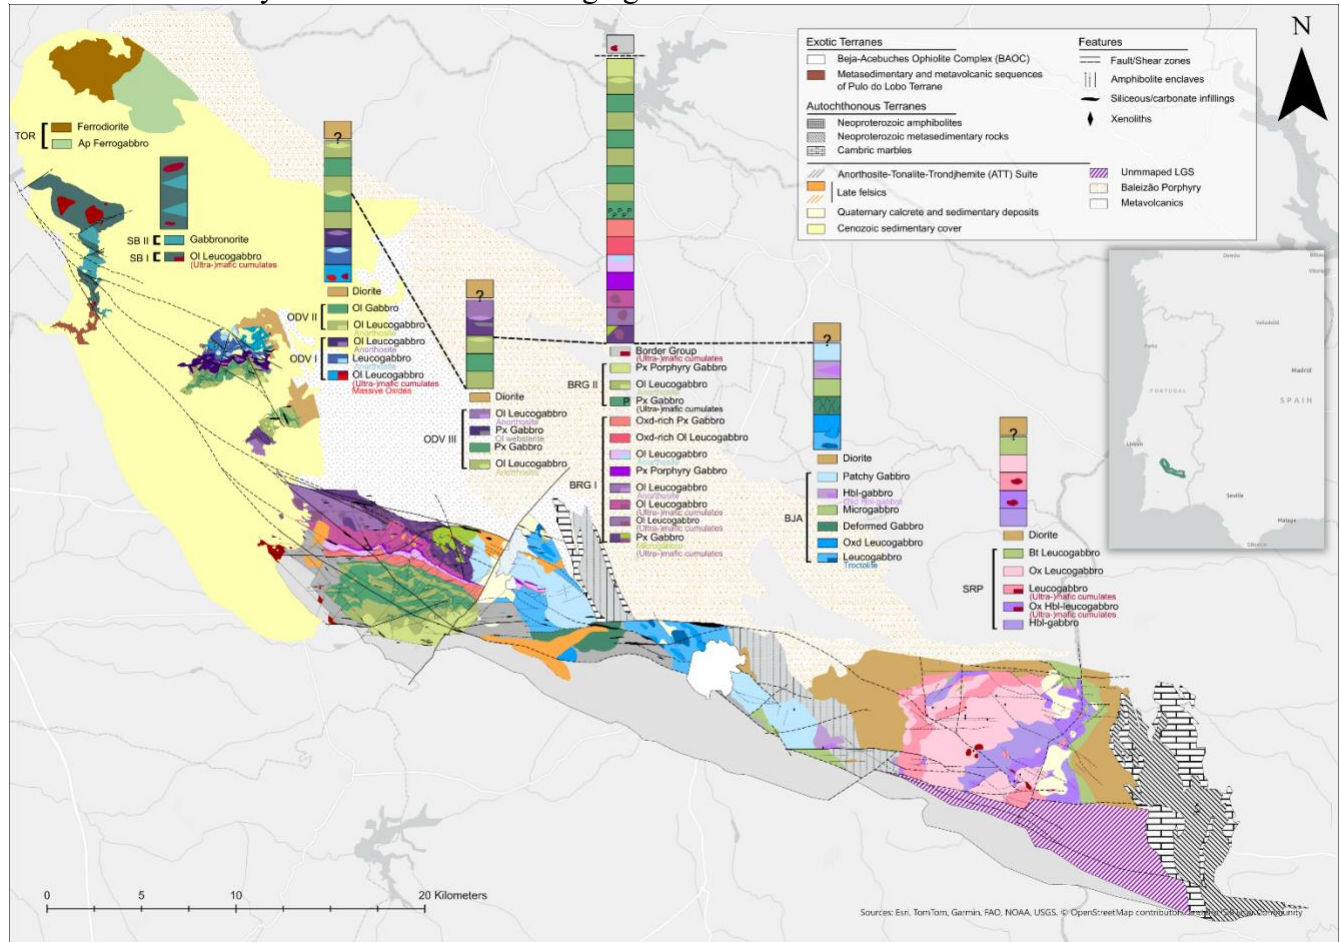 N
Exotic Terranes
Beja-Acebuches Ophiolite Complex (BAOC)
Metasedimentary and metavolcanic sequences
of Pulo do Lobo Terrane
Autochthonous Terranes
Neoproterozoic amphibolites
Neoproterozoic metasedimentary rocks
Cambric marbles
Anorthosite-Tonalite-Trondjhemite (ATT) Suite
Late felsics
Quaternary calcrete and sedimentary deposits
Cenozoic sedimentary cover
Features
Fault/Shear zones
Amphibolite enclaves
Siliceous/carbonate infillings
Xenoliths
Unmmaped LGS
Baleizão Porphyry
Metavolcanics
TOR
Ferrodiorite
Ap Ferrogabbro
SB II
Gabbronorite
SB I
Ol Leucogabbro
(Ultra-)mafic cumulates
?
Diorite
ODV II
Ol Gabbro
Ol Leucogabbro
Anorthosite
ODV I
Ol Leucogabbro
Anorthosite
Leucogabbro
Anorthosite
Ol Leucogabbro
(Ultra-)mafic cumulates
Massive Oxides
?
Diorite
ODV III
Ol Leucogabbro
Anorthosite
Px Gabbro
Ol websterite
Px Gabbro
Ol Leucogabbro
Anorthosite
Border Group
(Ultra-)mafic cumulates
BRG II
Px Porphyry Gabbro
Ol Leucogabbro
Anorthosite
P
Px Gabbro
(Ultra-)mafic cumulates
BRG I
Oxd-rich Px Gabbro
Oxd-rich Ol Leucogabbro
Ol Leucogabbro
Anorthosite
Px Porphyry Gabbro
Ol Leucogabbro
Anorthosite
Ol Leucogabbro
(Ultra-)mafic cumulates
Ol Leucogabbro
(Ultra-)mafic cumulates
Px Gabbro
Microgabbro
(Ultra-)mafic cumulates
?
Diorite
BJA
Patchy Gabbro
Hbl-gabbro
Oxd Hbl-gabbro
Microgabbro
Deformed Gabbro
Oxd Leucogabbro
Leucogabbro
Troctolite
?
Diorite
SRP
Bt Leucogabbro
Ox Leucogabbro
Leucogabbro
(Ultra-)mafic cumulates
Ox Hbl-leucogabbro
(Ultra-)mafic cumulates
Hbl-gabbro
Valladolid
Porto
Madrid
PORTUGAL
SPAIN
Seville
0 5 10 20 Kilometers
Sources: Esri, TomTom, Garmin, FAO, NOAA, USGS, © OpenStreetMap contributors